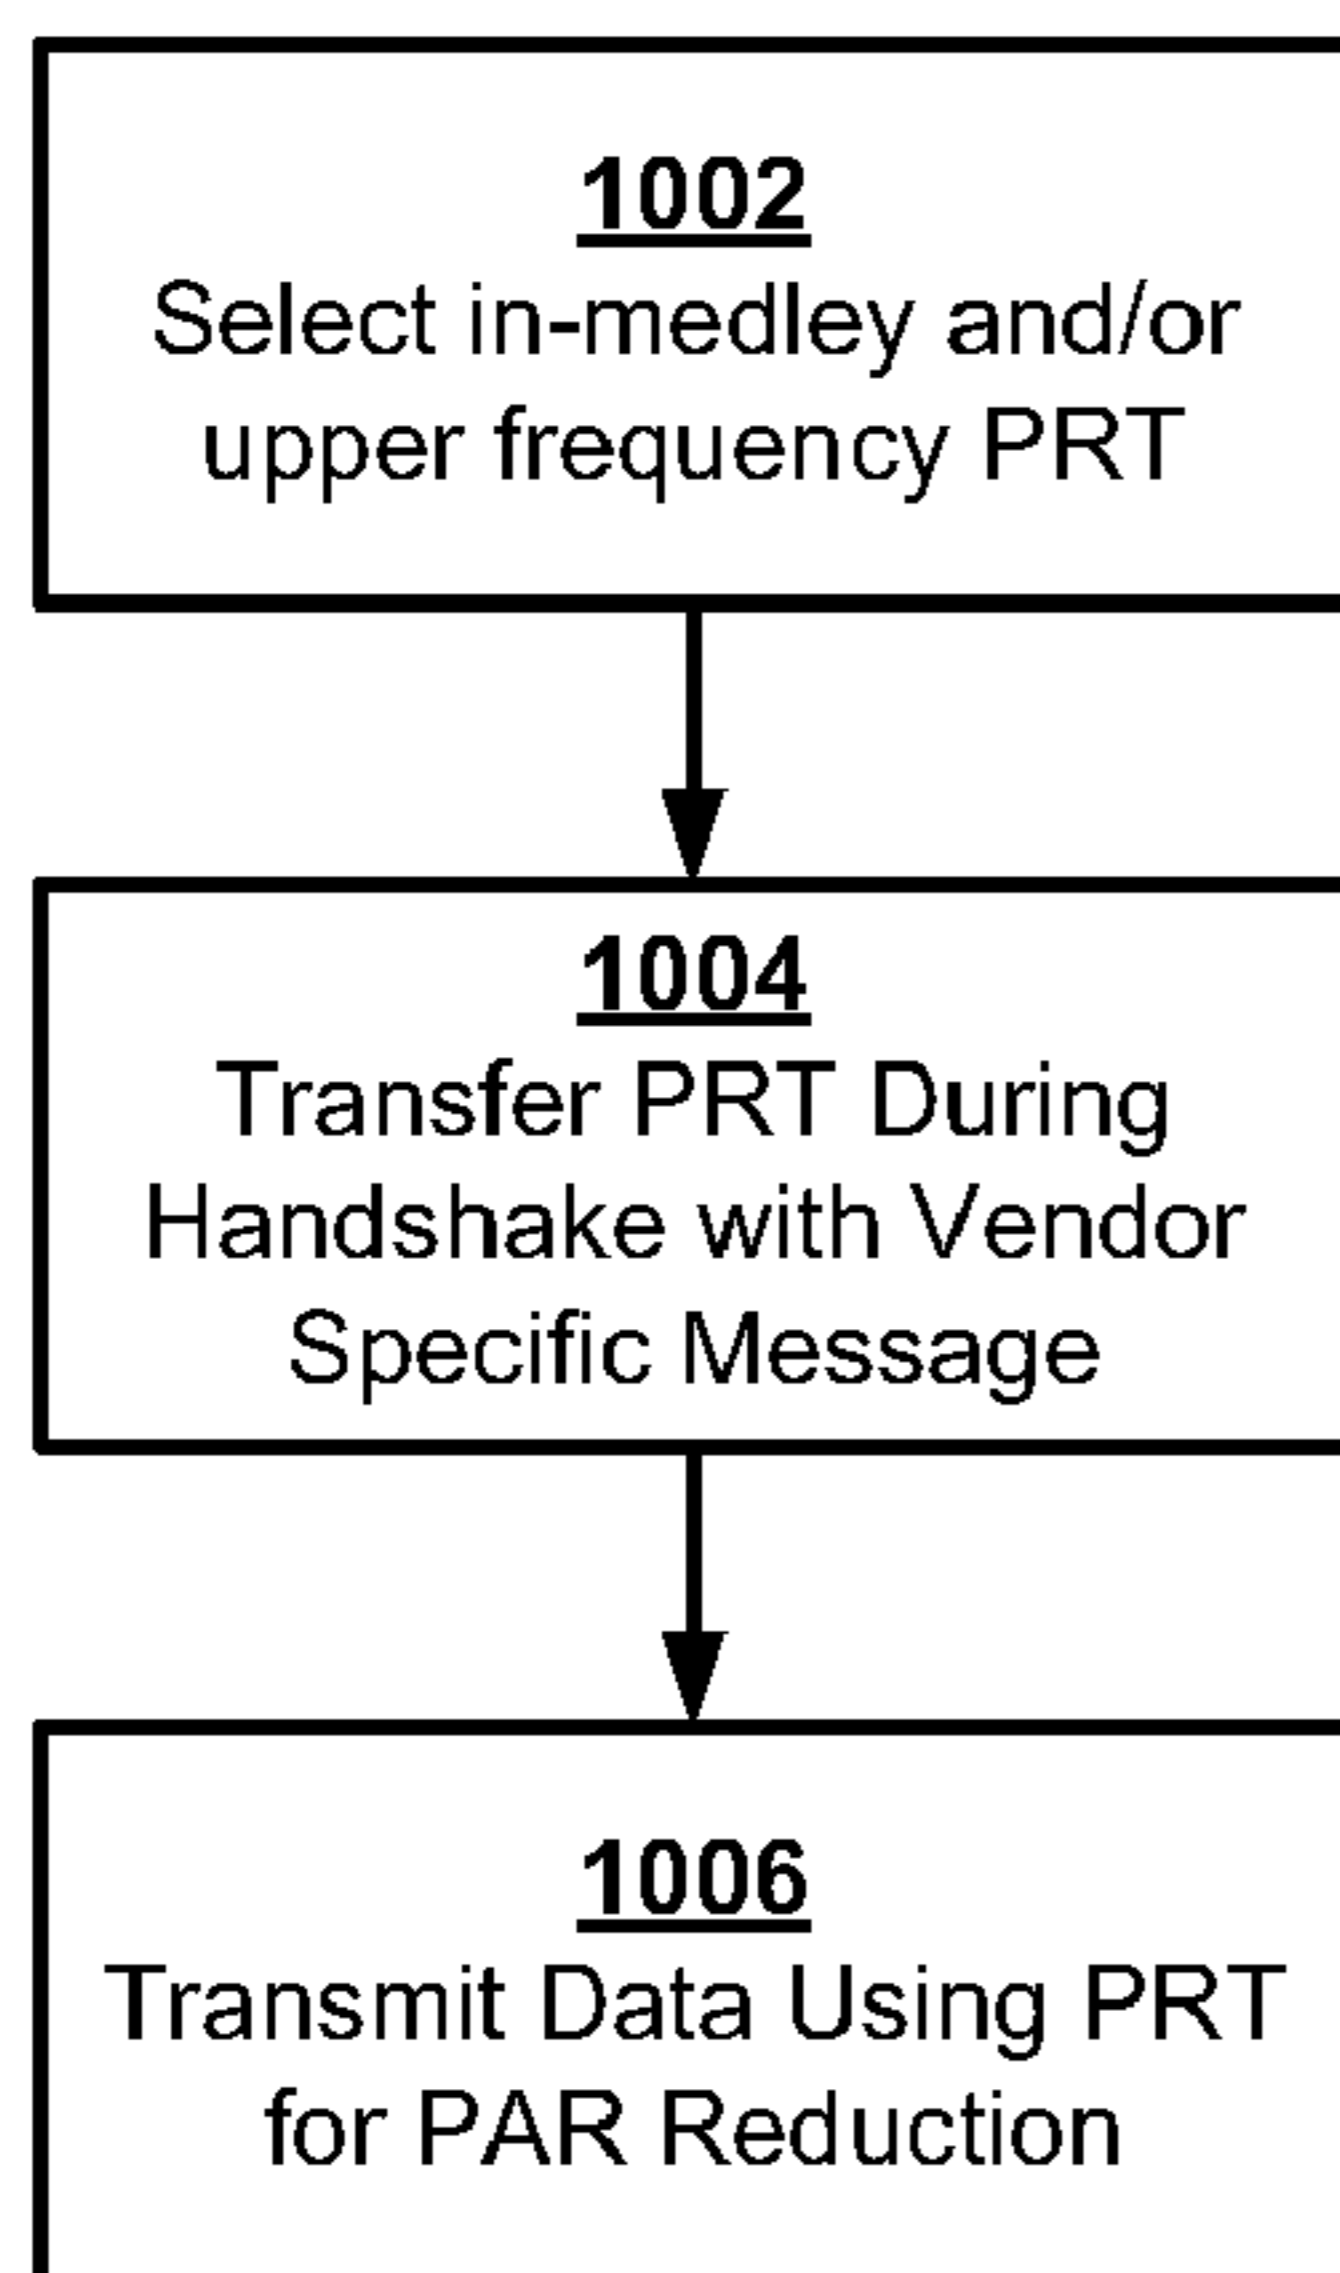 1002
Select in-medley and/or
upper frequency PRT
1004
Transfer PRT During
Handshake with Vendor
Specific Message
1006
Transmit Data Using PRT
for PAR Reduction